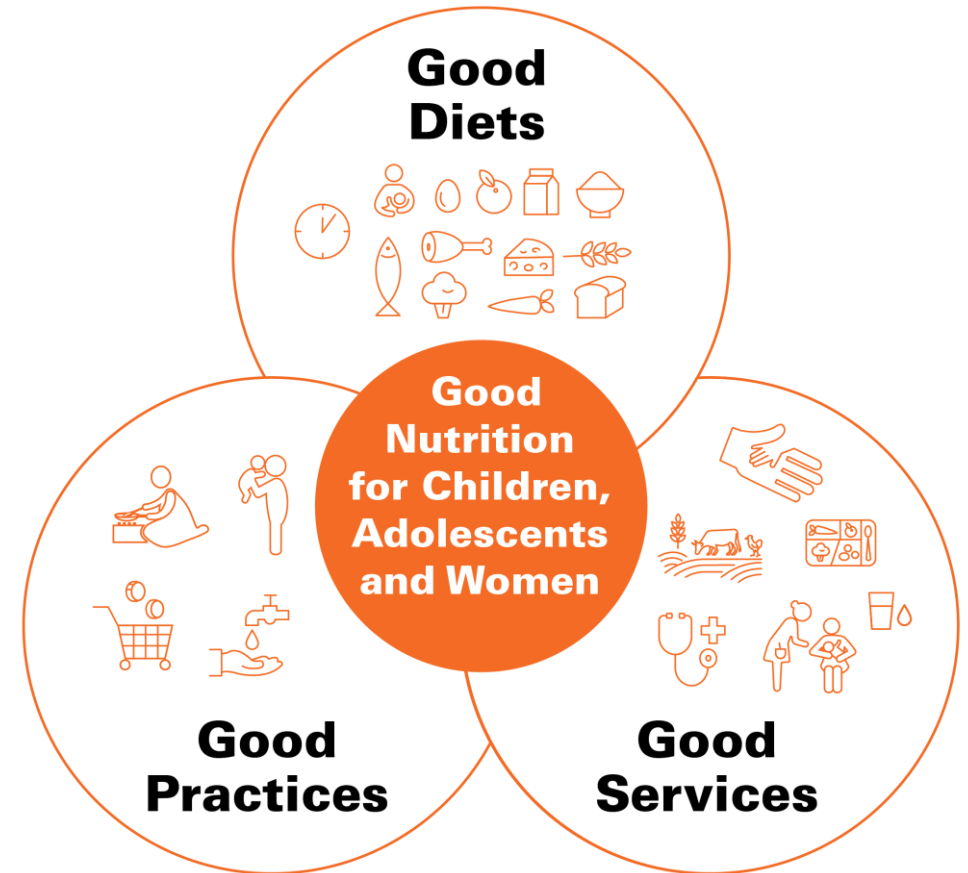 Good
Diets
Good
Nutrition
for Children,
Adolescents
and Women
Good
Practices
Good
Services